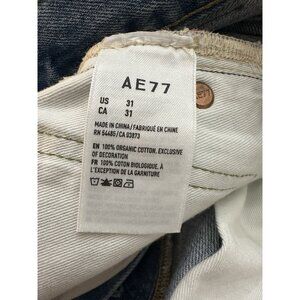 AE77
US 31
CA 31
MADE IN CHINA/FABRIQUÉ EN CHINE
RN 54485/CA 03873
EN: 100% ORGANIC COTTON, EXCLUSIVE
OF DECORATION
FR: 100% COTON BIOLOGIQUE, À
L'EXCEPTION DE LA GARNITURE